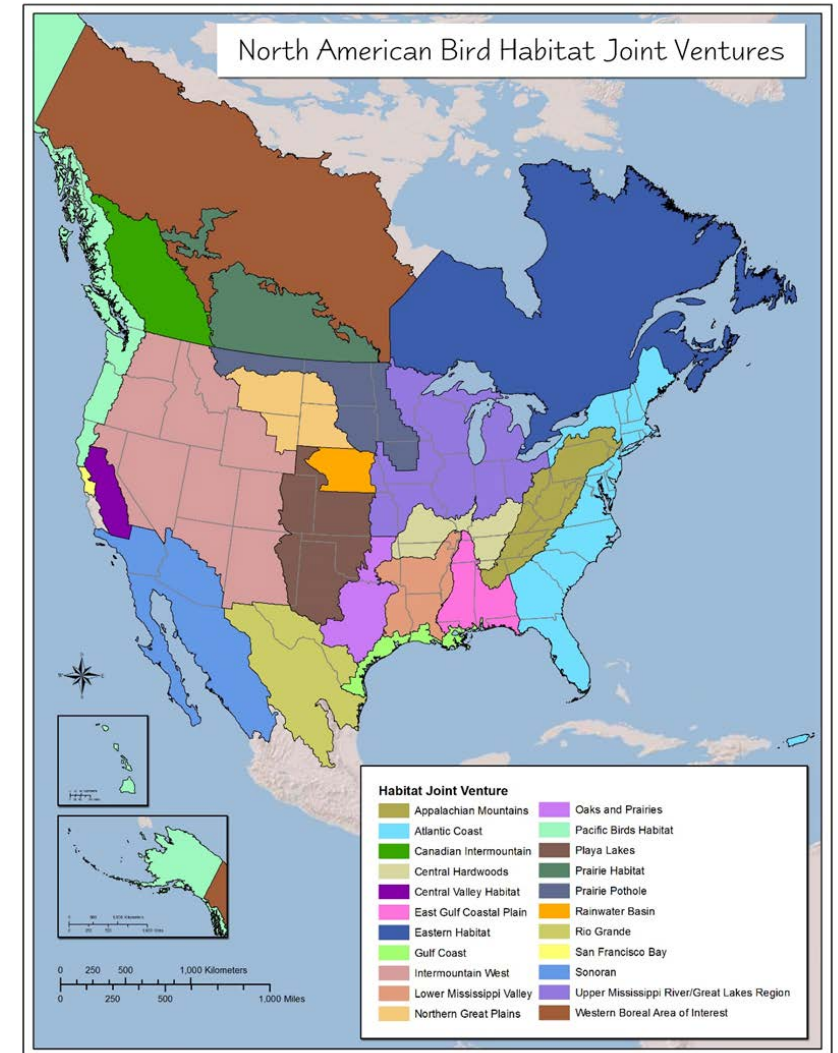 North American Bird Habitat Joint Ventures
Habitat Joint Venture
Appalachian Mountains
Atlantic Coast
Canadian Intermountain
Central Hardwoods
Central Valley Habitat
East Gulf Coastal Plain
Eastern Habitat
Gulf Coast
Intermountain West
Lower Mississippi Valley
Northern Great Plains
Oaks and Prairies
Pacific Birds Habitat
Playa Lakes
Prairie Habitat
Prairie Pothole
Rainwater Basin
Rio Grande
San Francisco Bay
Sonoran
Upper Mississippi River/Great Lakes Region
Western Boreal Area of Interest
0 250 500 1,000 Kilometers
0 250 500 1,000 Miles